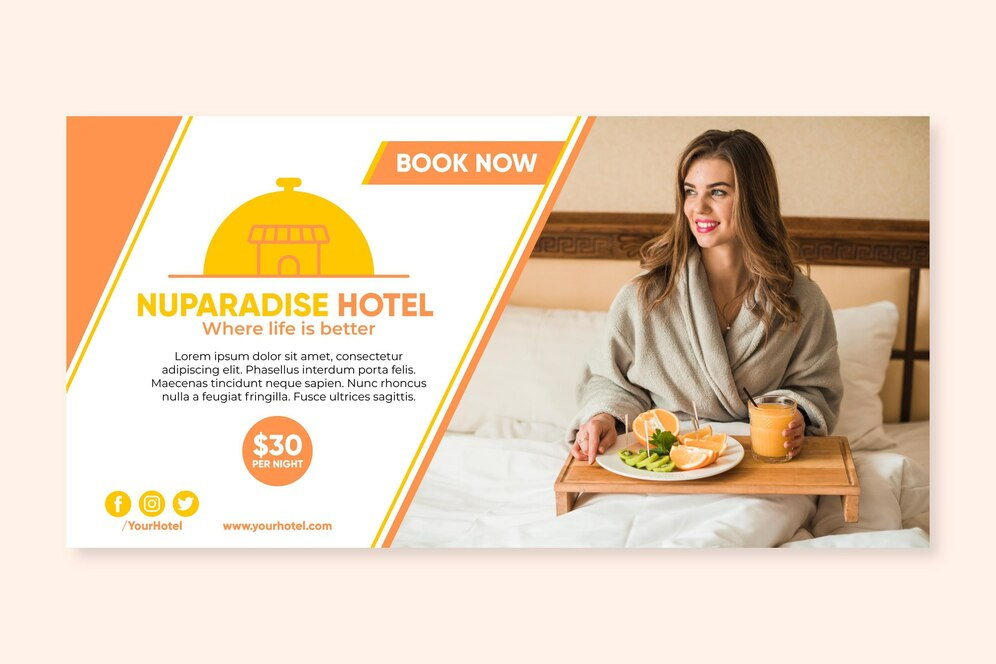 BOOK NOW
NUPARADISE HOTEL
Where life is better
Lorem ipsum dolor sit amet, consectetur
adipiscing elit. Phasellus interdum porta felis.
Maecenas tincidunt neque sapien. Nunc rhoncus
nulla a feugiat fringilla. Fusce ultrices sagittis.
$30
PER NIGHT
/YourHotel
www.yourhotel.com